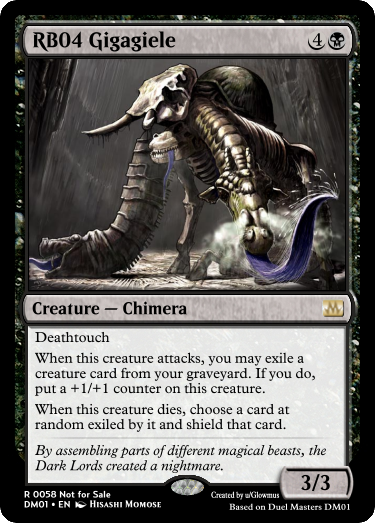 RB04 Gigagiele
4
Creature — Chimera
Deathtouch
When this creature attacks, you may exile a
creature card from your graveyard. If you do,
put a +1/+1 counter on this creature.
When this creature dies, choose a card at
random exiled by it and shield that card.
By assembling parts of different magical beasts, the
Dark Lords created a nightmare.
3/3
R 0058 Not for Sale
DM01 • EN Hisashi Momose
Created by u/Glowmus
Based on Duel Masters DM01